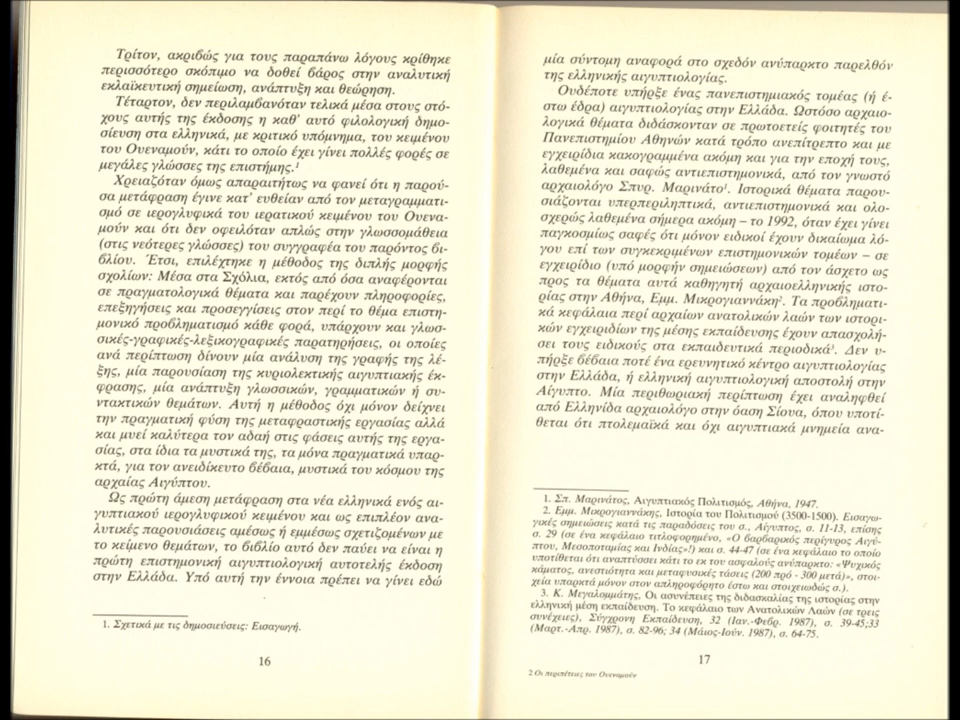 Τρίτον, ακριβώς για τους παραπάνω λόγους κρίθηκε
περισσότερο σκόπιμο να δοθεί βάρος στην αναλυτική
εκλαϊκευτική σημείωση, ανάπτυξη και θεώρηση.
Τέταρτον, δεν περιλαμβανόταν τελικά μέσα στους στό-
χους αυτής της έκδοσης η καθ' αυτό φιλολογική δημο-
σίευση στα ελληνικά, με κριτικό υπόμνημα, του κειμένου
του Ουεναμούν, κάτι το οποίο έχει γίνει πολλές φορές σε
μεγάλες γλώσσες της επιστήμης.¹
Χρειαζόταν όμως απαραιτήτως να φανεί ότι η παρού-
σα μετάφραση έγινε κατ' ευθείαν από τον μεταγραμματι-
σμό σε ιερογλυφικά του ιερατικού κειμένου του Ουενα-
μούν και ότι δεν οφειλόταν απλώς στην γλωσσομάθεια
(στις νεότερες γλώσσες) του συγγραφέα του παρόντος βι-
βλίου. Έτσι, επιλέχτηκε η μέθοδος της διπλής μορφής
σχολίων: Μέσα στα Σχόλια, εκτός από όσα αναφέρονται
σε πραγματολογικά θέματα και παρέχουν πληροφορίες,
επεξηγήσεις και προσεγγίσεις στον περί το θέμα επιστη-
μονικό προβληματισμό κάθε φορά, υπάρχουν και γλωσ-
σικές-γραφικές-λεξικογραφικές παρατηρήσεις, οι οποίες
ανά περίπτωση δίνουν μία ανάλυση της γραφής της λέ-
ξης, μία παρουσίαση της κυριολεκτικής αιγυπτιακής έκ-
φρασης, μία ανάπτυξη γλωσσικών, γραμματικών ή συ-
ντακτικών θεμάτων. Αυτή η μέθοδος όχι μόνον δείχνει
την πραγματική φύση της μεταφραστικής εργασίας αλλά
και μυεί καλύτερα τον αδαή στις φάσεις αυτής της εργα-
σίας, στα ίδια τα μυστικά της, τα μόνα πραγματικά υπαρ-
κτά, για τον ανειδίκευτο βέβαια, μυστικά του κόσμου της
αρχαίας Αιγύπτου.
Ως πρώτη άμεση μετάφραση στα νέα ελληνικά ενός αι-
γυπτιακού ιερογλυφικού κειμένου και ως επιπλέον ανα-
λυτικές παρουσιάσεις αμέσως ή εμμέσως σχετιζομένων με
το κείμενο θεμάτων, το βιβλίο αυτό δεν παύει να είναι η
πρώτη επιστημονική αιγυπτιολογική αυτοτελής έκδοση
στην Ελλάδα. Υπό αυτή την έννοια πρέπει να γίνει εδώ
1. Σχετικά με τις δημοσιεύσεις: Εισαγωγή.
16
μία σύντομη αναφορά στο σχεδόν ανύπαρκτο παρελθόν
της ελληνικής αιγυπτιολογίας.
Ουδέποτε υπήρξε ένας πανεπιστημιακός τομέας (ή έ-
στω έδρα) αιγυπτιολογίας στην Ελλάδα. Ωστόσο αρχαιο-
λογικά θέματα διδάσκονταν σε πρωτοετείς φοιτητές του
Πανεπιστημίου Αθηνών κατά τρόπο ανεπίτρεπτο και με
εγχειρίδια κακογραμμένα ακόμη και για την εποχή τους,
λαθεμένα και σαφώς αντιεπιστημονικά, από τον γνωστό
αρχαιολόγο Σπυρ. Μαρινάτο¹. Ιστορικά θέματα παρου-
σιάζονται υπερπεριληπτικά, αντιεπιστημονικά και ολο-
σχερώς λαθεμένα σήμερα ακόμη – το 1992, όταν έχει γίνει
παγκοσμίως σαφές ότι μόνον ειδικοί έχουν δικαίωμα λό-
γου επί των συγκεκριμένων επιστημονικών τομέων – σε
εγχειρίδιο (υπό μορφήν σημειώσεων) από τον άσχετο ως
προς τα θέματα αυτά καθηγητή αρχαιοελληνικής ιστο-
ρίας στην Αθήνα, Εμμ. Μικρογιαννάκη². Τα προβληματι-
κά κεφάλαια περί αρχαίων ανατολικών λαών των ιστορι-
κών εγχειριδίων της μέσης εκπαίδευσης έχουν απασχολή-
σει τους ειδικούς στα εκπαιδευτικά περιοδικά³. Δεν υ-
πήρξε βέβαια ποτέ ένα ερευνητικό κέντρο αιγυπτιολογίας
στην Ελλάδα, ή ελληνική αιγυπτιολογική αποστολή στην
Αίγυπτο. Μία περιθωριακή περίπτωση έχει αναληφθεί
από Ελληνίδα αρχαιολόγο στην όαση Σίουα, όπου υποτί-
θεται ότι πτολεμαϊκά και όχι αιγυπτιακά μνημεία ανα-
1. Σπ. Μαρινάτος, Αιγυπτιακός Πολιτισμός, Αθήνα, 1947.
2. Εμμ. Μικρογιαννάκης, Ιστορία του Πολιτισμού (3500-1500). Εισαγω-
γικές σημειώσεις κατά τις παραδόσεις του σ., Αίγυπτος, σ. 11-13, επίσης
σ. 29 (σε ένα κεφάλαιο τιτλοφορημένο, «Ο βαρβαρικός περίγυρος Αιγύ-
πτου, Μεσοποταμίας και Ινδίας»!) και σ. 44-47 (σε ένα κεφάλαιο το οποίο
υποτίθεται ότι αναπτύσσει κάτι το εκ του ασφαλούς ανύπαρκτο: «Ψυχικός
κάματος, ανεστιότητα και μεταφυσικές τάσεις (200 πρό - 300 μετά)», στοι-
χεία υπαρκτά μόνον στον απληροφόρητο έστω και στοιχειωδώς σ.).
3. Κ. Μεγαλομμάτης, Οι ασυνέπειες της διδασκαλίας της ιστορίας στην
ελληνική μέση εκπαίδευση. Το κεφάλαιο των Ανατολικών Λαών (σε τρεις
συνέχειες), Σύγχρονη Εκπαίδευση, 32 (Ιαν.-Φεβρ. 1987), σ. 39-45;33
(Μαρτ.-Απρ. 1987), σ. 82-96; 34 (Μάιος-Ιούν. 1987), σ. 64-75.
17
2 Οι περιπέτειες του Ουεναμούν